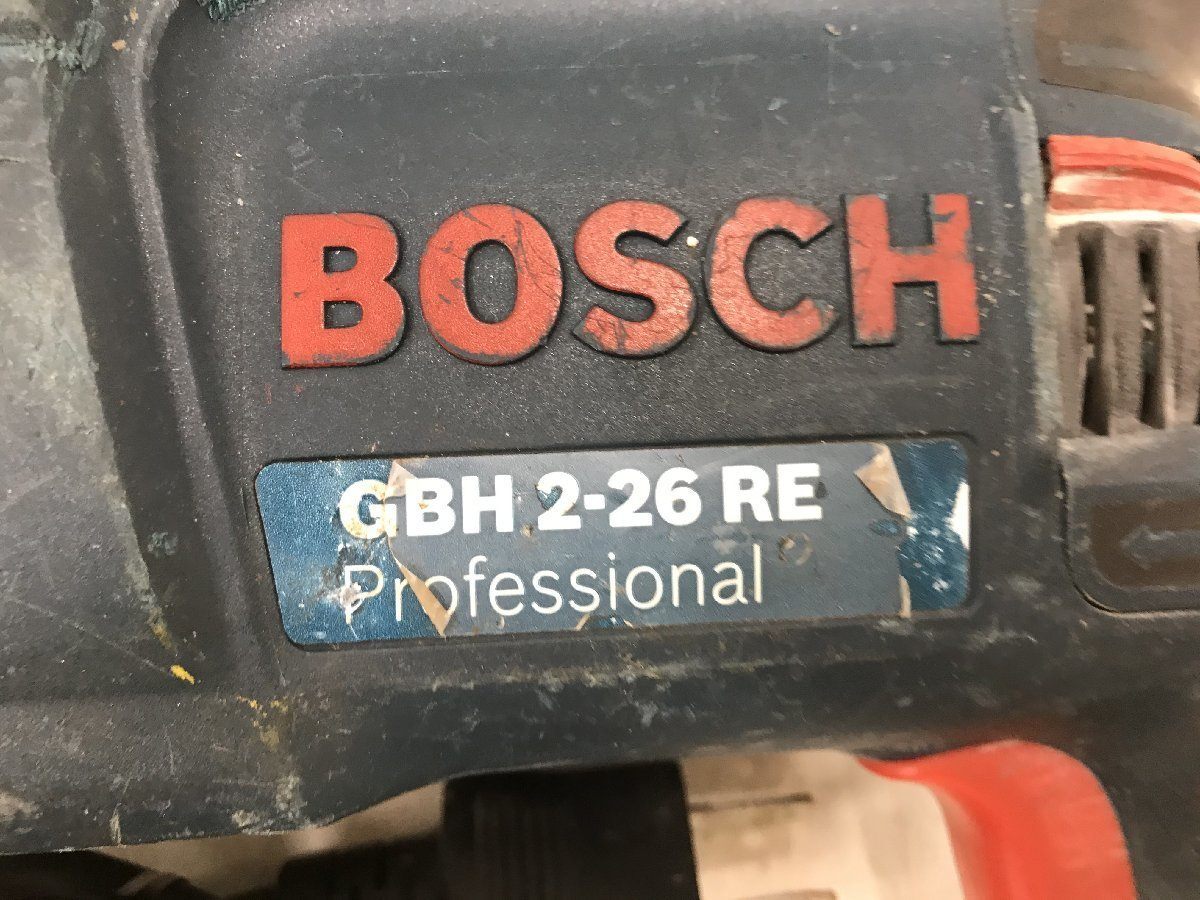 BOSCH
GBH 2-26 RE
Professional